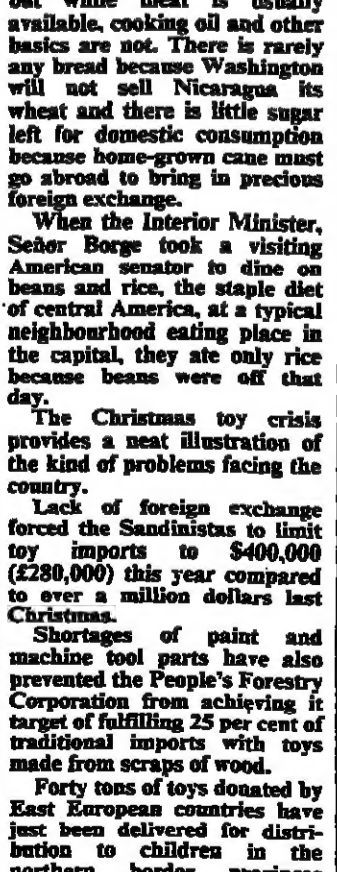 but while meat is usually
available, cooking oil and other
basics are not. There is rarely
any bread because Washington
will not sell Nicaragua its
wheat and there is little sugar
left for domestic consumption
because home-grown cane must
go abroad to bring in precious
foreign exchange.
When the Interior Minister,
Señor Borge took a visiting
American senator to dine on
beans and rice, the staple diet
of central America, at a typical
neighbourhood eating place in
the capital, they ate only rice
because beans were off that
day.
The Christmas toy crisis
provides a neat illustration of
the kind of problems facing the
country.
Lack of foreign exchange
forced the Sandinistas to limit
toy imports to $400,000
(£280,000) this year compared
to over a million dollars last
Christmas.
Shortages of paint and
machine tool parts have also
prevented the People's Forestry
Corporation from achieving it
target of fulfilling 25 per cent of
traditional imports with toys
made from scraps of wood.
Forty tons of toys donated by
East European countries have
just been delivered for distri-
bution to children in the
northern border provinces